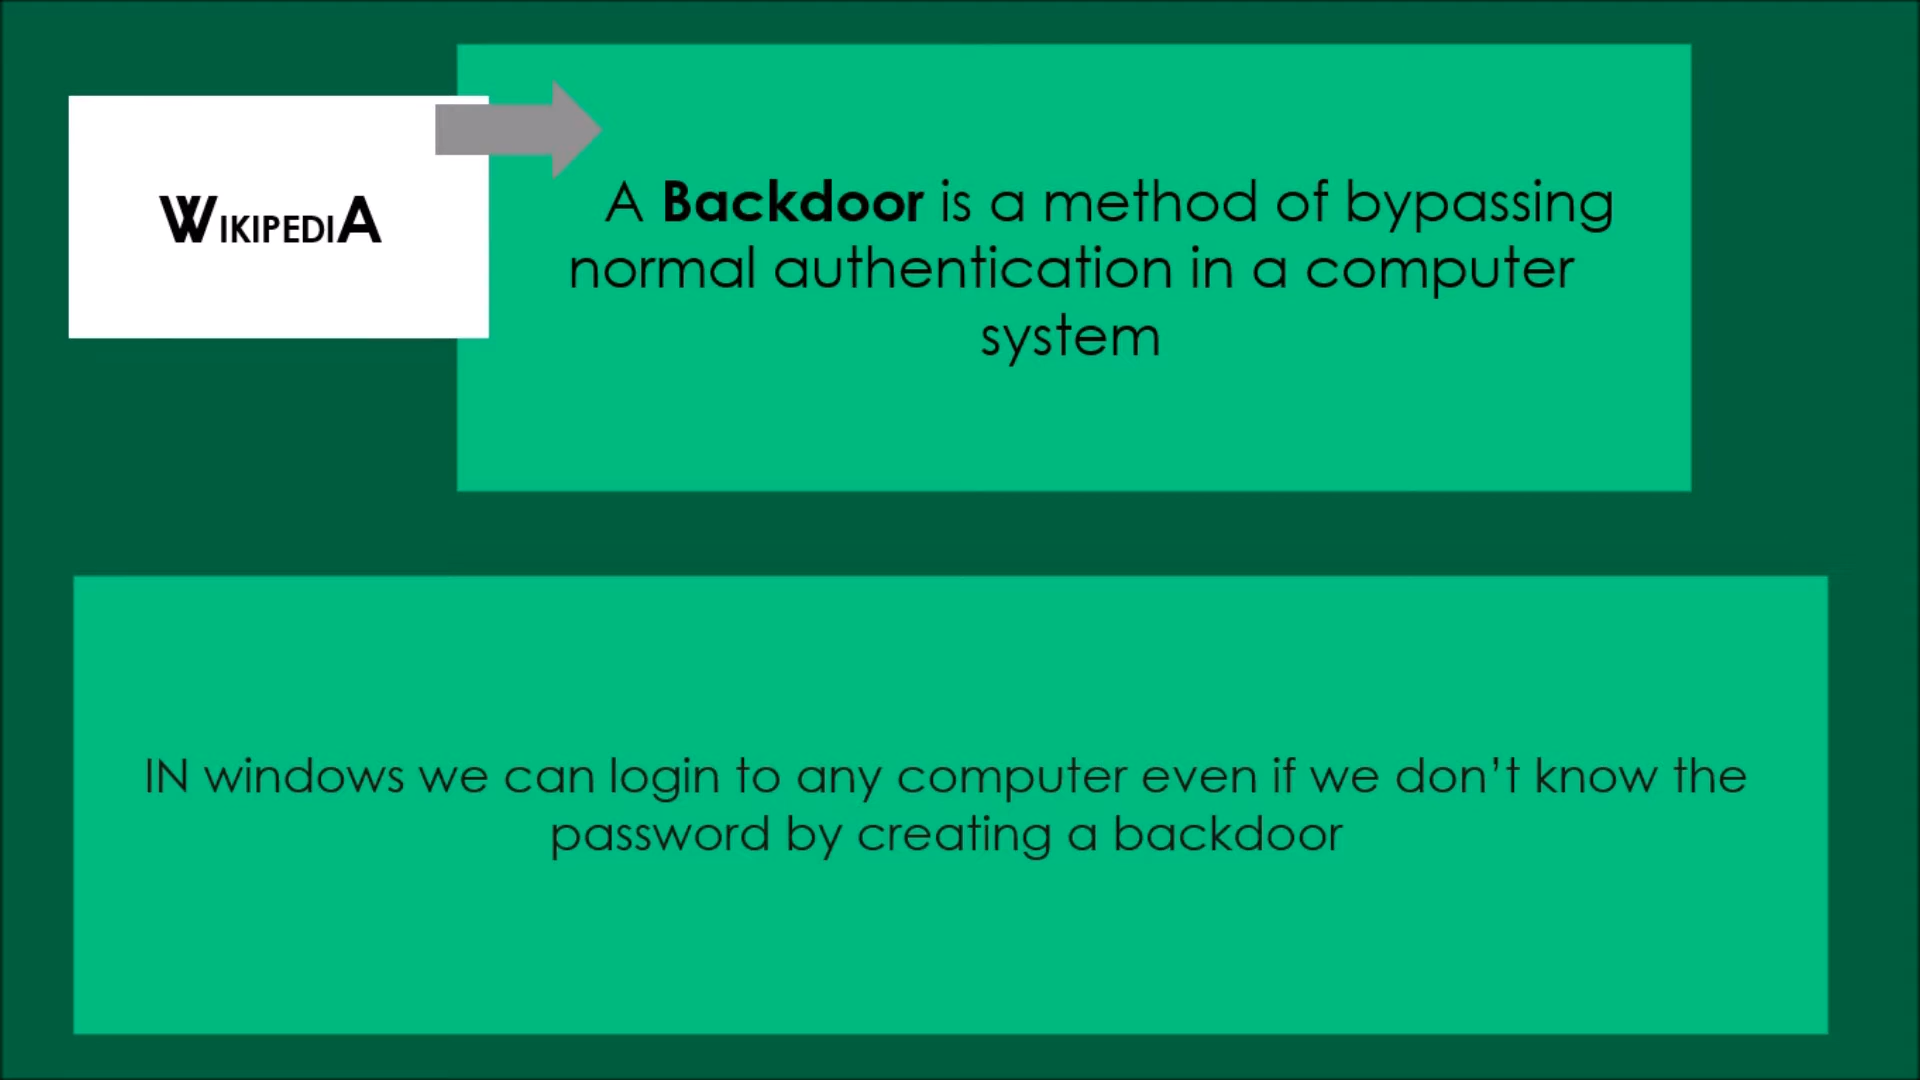 WIKIPEDIA
A Backdoor is a method of bypassing
normal authentication in a computer
system
IN windows we can login to any computer even if we don’t know the
password by creating a backdoor